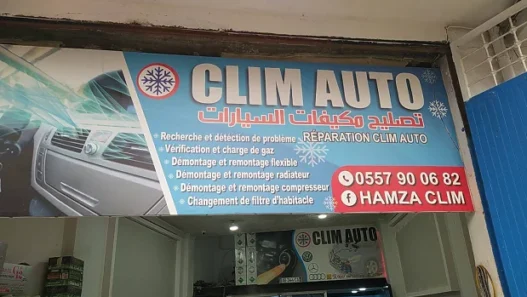 CLIM AUTO
تصليح مكيفات السيارات
• Recherche et détection de problème • RÉPARATION CLIM AUTO
• Vérification et charge de gaz
• Démontage et remontage flexible
• Démontage et remontage radiateur
• Démontage et remontage compresseur
• Changement de filtre d'habitacle
0557 90 06 82
HAMZA CLIM
CLIM AUTO